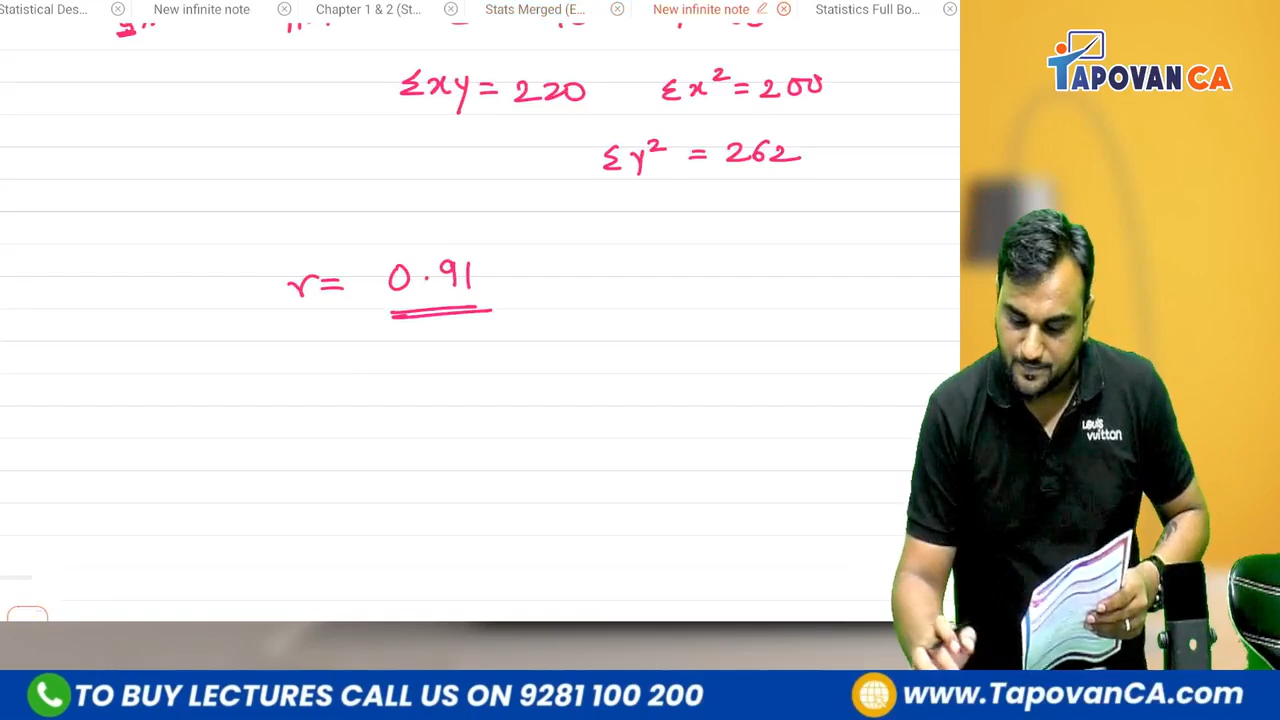 Statistical Des... New infinite note Chapter 1 & 2 (St... Stats Merged (E... New infinite note Statistics Full Bo...
TAPOVAN CA
Σxy = 220 Σx² = 200
Σy² = 262
r = 0.91
Louis
Vuitton
TO BUY LECTURES CALL US ON 9281 100 200 www.TapovanCA.com